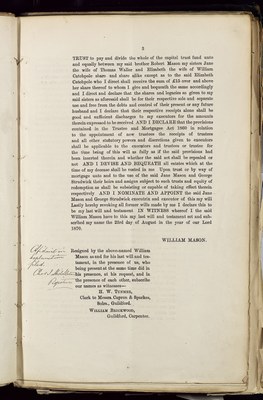 3
TRUST to pay and divide the whole of the capital trust fund unto
and equally between my said brother Robert Mason my sisters Jane
the wife of Thomas Waller and Elizabeth the wife of William
Catchpole share and share alike except as to the said Elizabeth
Catchpole who I direct shall receive the sum of £15 over and above
her share thereof to whom I give and bequeath the same accordingly
and I direct and declare that the shares and legacies so given to my
said sisters as aforesaid shall be for their respective sole and separate
use and free from the debts and control of their present or any future
husband and I declare that their respective receipts alone shall be
good and sufficient discharges to my executors for the amounts
therein expressed to be received AND I DECLARE that the provisions
contained in the Trustee and Mortgagee Act 1860 in relation
to the appointment of new trustees the receipts of trustees
and all other statutory powers and discretions given to executors
shall be applicable to the executors and trustees or trustee for
the time being of this will as fully as if the said provisions had
been inserted therein and whether the said act shall be repealed or
not AND I DEVISE AND BEQUEATH all estates which at the
time of my decease shall be vested in me Upon trust or by way of
mortgage unto and to the use of the said Jane Mason and George
Strudwick their heirs and assigns subject to such trusts and equity of
redemption as shall be subsisting or capable of taking effect therein
respectively AND I NOMINATE AND APPOINT the said Jane
Mason and George Strudwick executrix and executor of this my will
Lastly hereby revoking all former wills made by me I declare this to
be my last will and testament IN WITNESS whereof I the said
William Mason have to this my last will and testament set and sub-
scribed my name the 23rd day of August in the year of our Lord
1870
WILLIAM MASON.
Signed by the above-named William
Mason as and for his last will and tes-
tament, in the presence of us, who
being present at the same time did in
his presence, at his request, and in
the presence of each other, subscribe
our names as witnesses—
H. W.
Clerk to Messrs Capron & Sparkes,
Solrs., Guildford.
WILLIAM
Guildford, Carpenter.